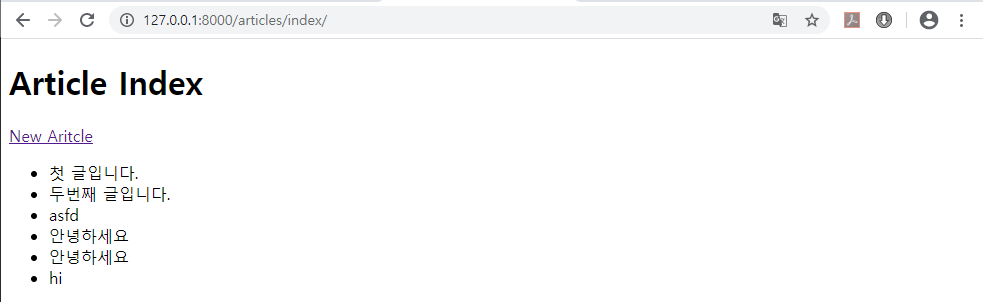 127.0.0.1:8000/articles/index/
Article Index
New Aritcle
첫 글입니다.
두번째 글입니다.
asfd
안녕하세요
안녕하세요
hi